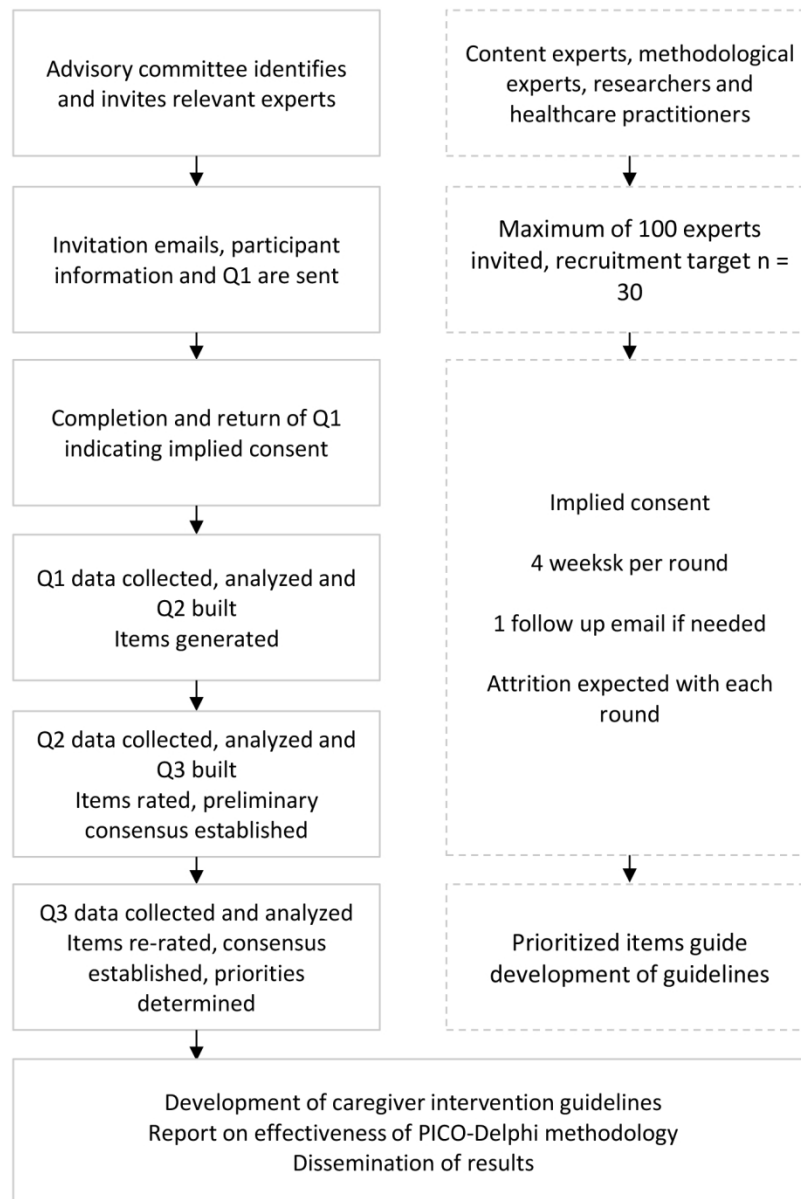 Advisory committee identifies
and invites relevant experts
Content experts, methodological
experts, researchers and
healthcare practitioners
Invitation emails, participant
information and Q1 are sent
Maximum of 100 experts
invited, recruitment target n =
30
Completion and return of Q1
indicating implied consent
Implied consent
4 weeksk per round
1 follow up email if needed
Attrition expected with each
round
Q1 data collected, analyzed and
Q2 built
Items generated
Q2 data collected, analyzed and
Q3 built
Items rated, preliminary
consensus established
Q3 data collected and analyzed
Items re-rated, consensus
established, priorities
determined
Prioritized items guide
development of guidelines
Development of caregiver intervention guidelines
Report on effectiveness of PICO-Delphi methodology
Dissemination of results